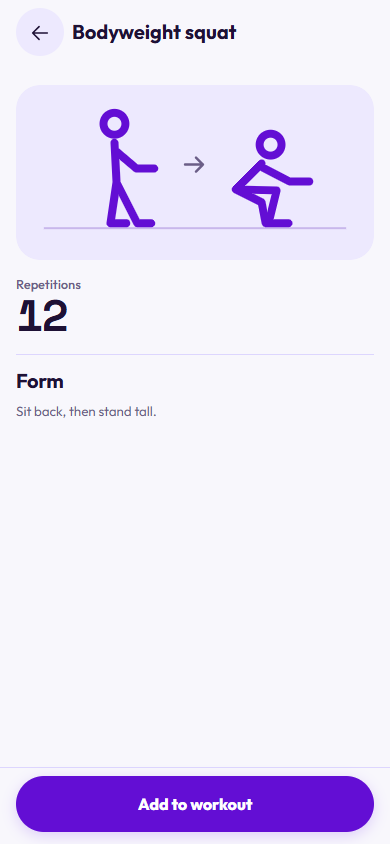 Bodyweight squat
Repetitions
12
Form
Sit back, then stand tall.
Add to workout